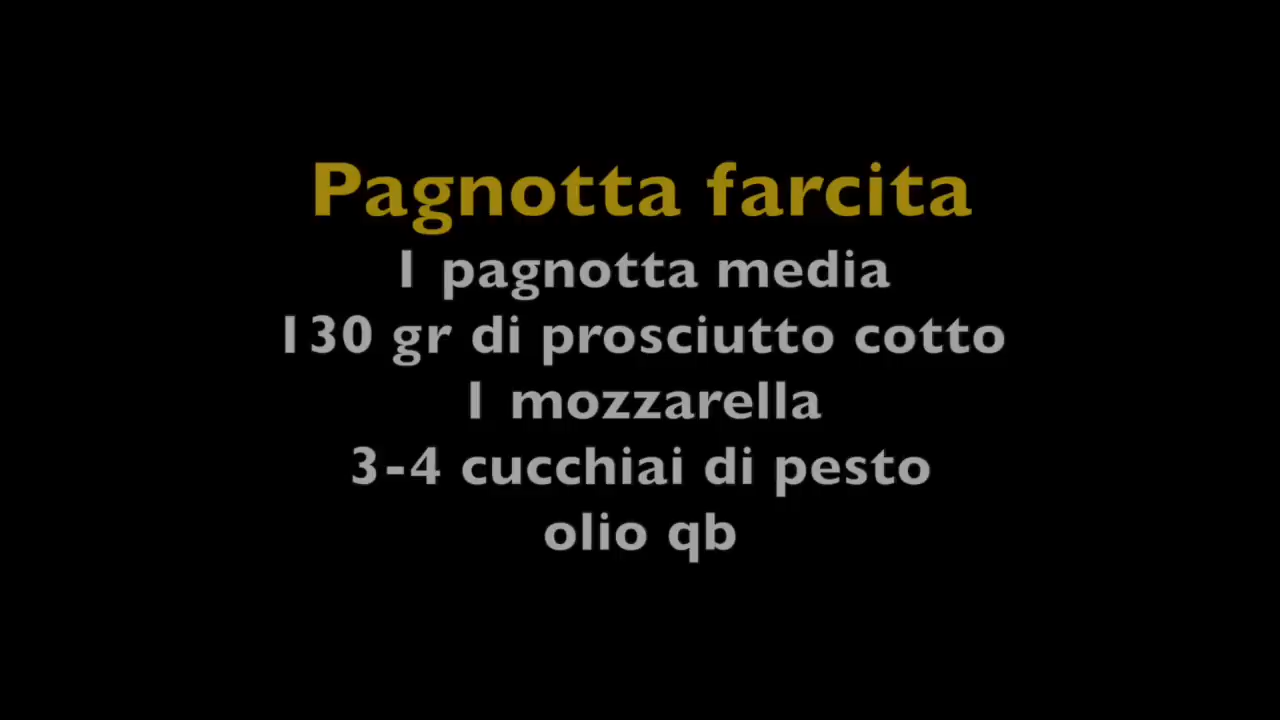 Pagnotta farcita
1 pagnotta media
130 gr di prosciutto cotto
1 mozzarella
3-4 cucchiai di pesto
olio qb